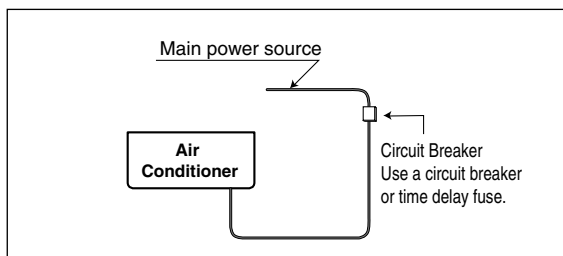 Main power source
Air
Conditioner
Circuit Breaker
Use a circuit breaker
or time delay fuse.